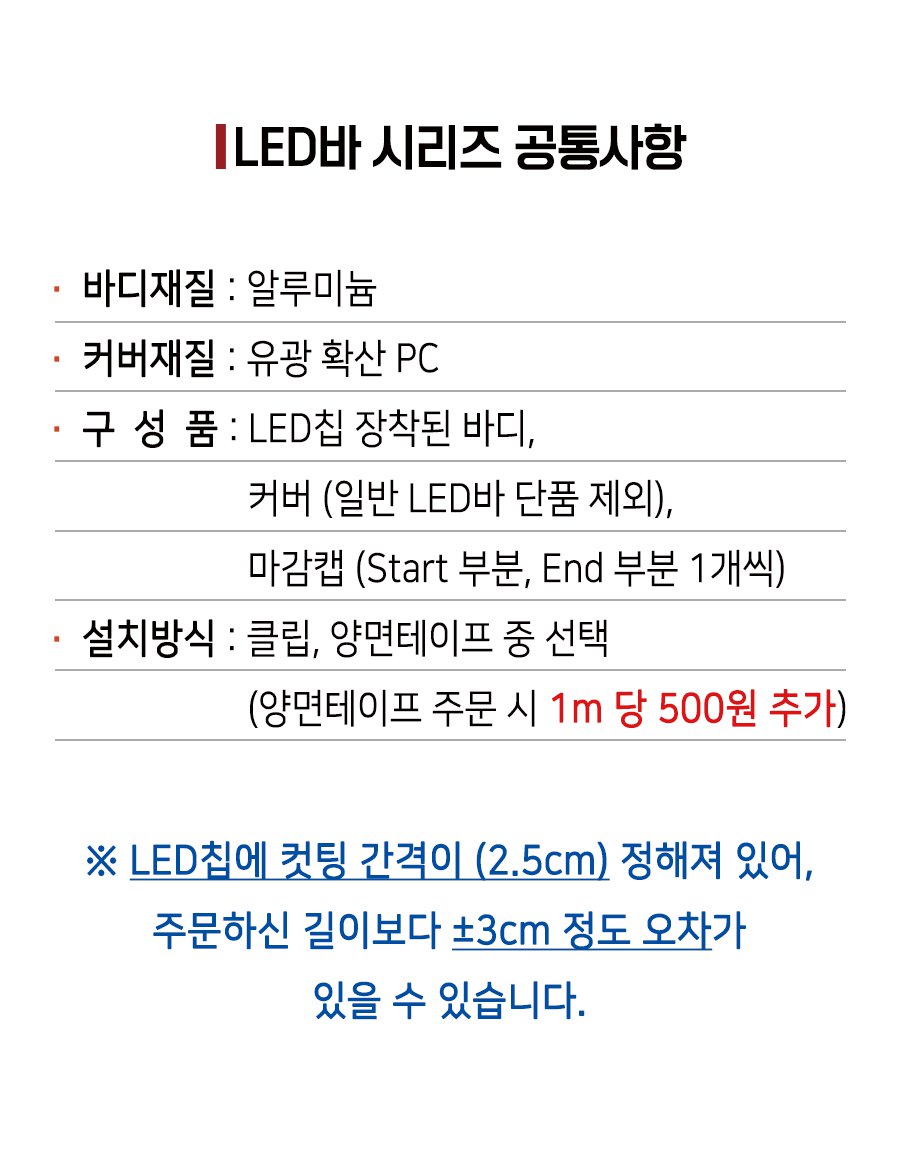 LED바 시리즈 공통사항
· 바디재질 : 알루미늄
· 커버재질 : 유광 확산 PC
· 구 성 품 : LED칩 장착된 바디,
커버 (일반 LED바 단품 제외),
마감캡 (Start 부분, End 부분 1개씩)
· 설치방식 : 클립, 양면테이프 중 선택
(양면테이프 주문 시 1m 당 500원 추가)
※ LED칩에 컷팅 간격이 (2.5cm) 정해져 있어,
주문하신 길이보다 ±3cm 정도 오차가
있을 수 있습니다.